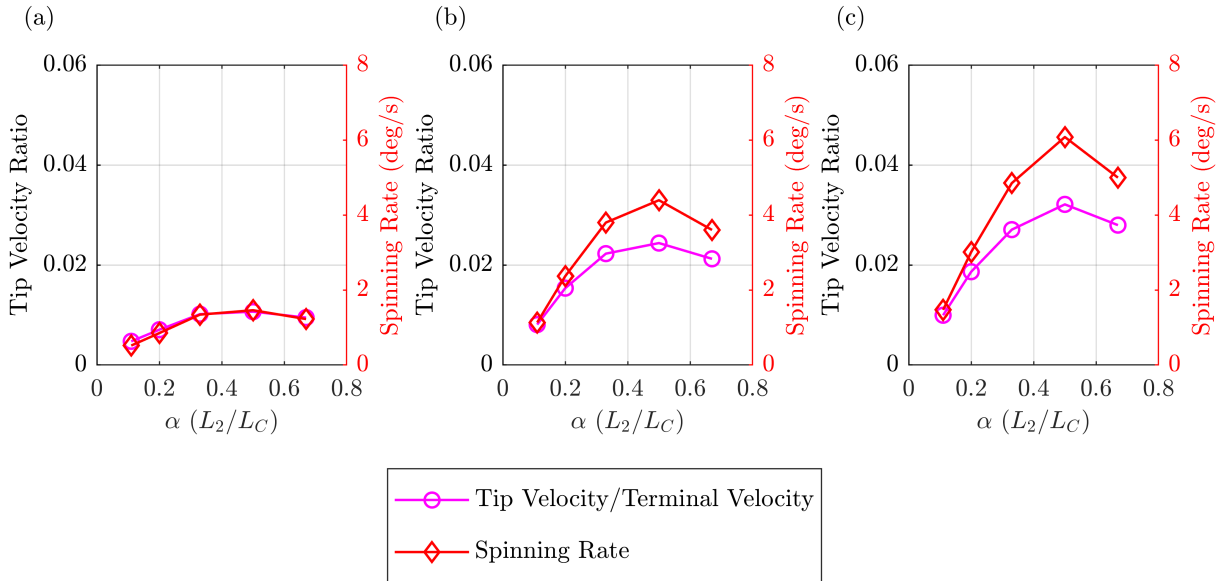 (a)
0.06
0.04
0.02
0
Tip Velocity Ratio
8
6
4
2
0
Spinning Rate (deg/s)
0 0.2 0.4 0.6 0.8
α (L₂/L_C)
(b)
0.06
0.04
0.02
0
Tip Velocity Ratio
8
6
4
2
0
Spinning Rate (deg/s)
0 0.2 0.4 0.6 0.8
α (L₂/L_C)
(c)
0.06
0.04
0.02
0
Tip Velocity Ratio
8
6
4
2
0
Spinning Rate (deg/s)
0 0.2 0.4 0.6 0.8
α (L₂/L_C)
Tip Velocity/Terminal Velocity
Spinning Rate